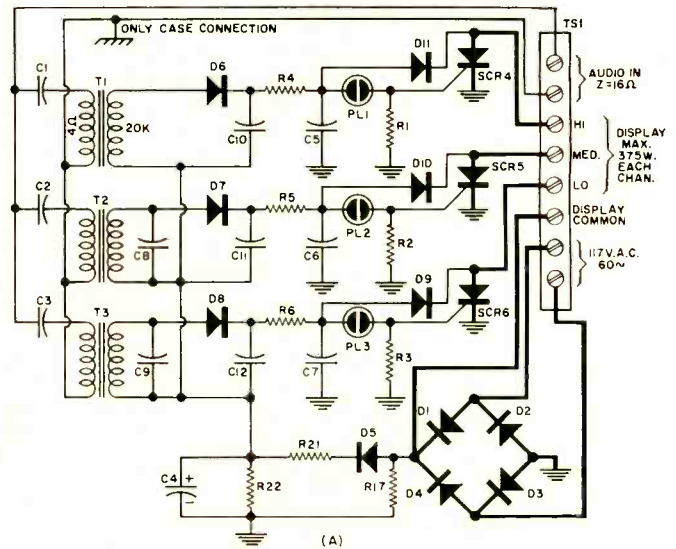 TS1
ONLY CASE CONNECTION
C1
T1
4Ω
20K
D6
R4
D11
SCR4
AUDIO IN
Z=16Ω
C10
C5
PL1
R1
HI
MED.
LO
DISPLAY
MAX.
375W.
EACH
CHAN.
D10
SCR5
C2
T2
D7
R5
C8
C11
C6
PL2
R2
DISPLAY
COMMON
117V.A.C.
60~
D9
SCR6
C3
T3
D8
R6
C9
C12
C7
PL3
R3
D1
D2
D4
D3
R21
D5
C4
+
-
R22
R17
(A)